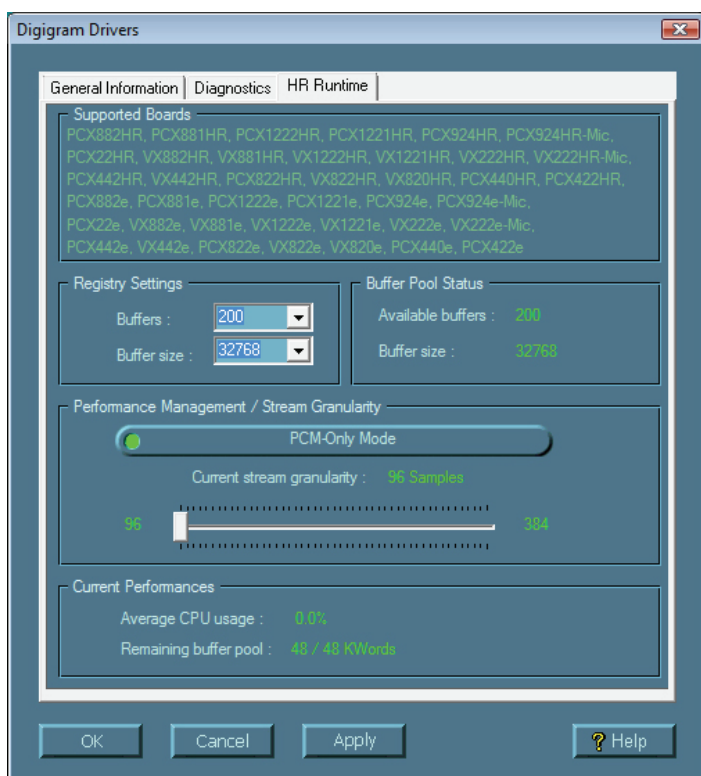 Digigram Drivers
General Information
Diagnostics
HR Runtime
Supported Boards
PCX882HR, PCX881HR, PCX1222HR, PCX1221HR, PCX924HR, PCX924HR-Mic,
PCX22HR, VX882HR, VX881HR, VX1222HR, VX1221HR, VX222HR, VX222HR-Mic,
PCX442HR, VX442HR, PCX822HR, VX822HR, VX820HR, PCX440HR, PCX422HR,
PCX882e, PCX881e, PCX1222e, PCX1221e, PCX924e, PCX924e-Mic,
PCX22e, VX882e, VX881e, VX1222e, VX1221e, VX222e, VX222e-Mic,
PCX442e, VX442e, PCX822e, VX822e, VX820e, PCX440e, PCX422e
Registry Settings
Buffers : 200
Buffer size : 32768
Buffer Pool Status
Available buffers : 200
Buffer size : 32768
Performance Management / Stream Granularity
PCM-Only Mode
Current stream granularity : 96 Samples
96 384
Current Performances
Average CPU usage : 0.0%
Remaining buffer pool : 48 / 48 KWords
OK Cancel Apply ? Help